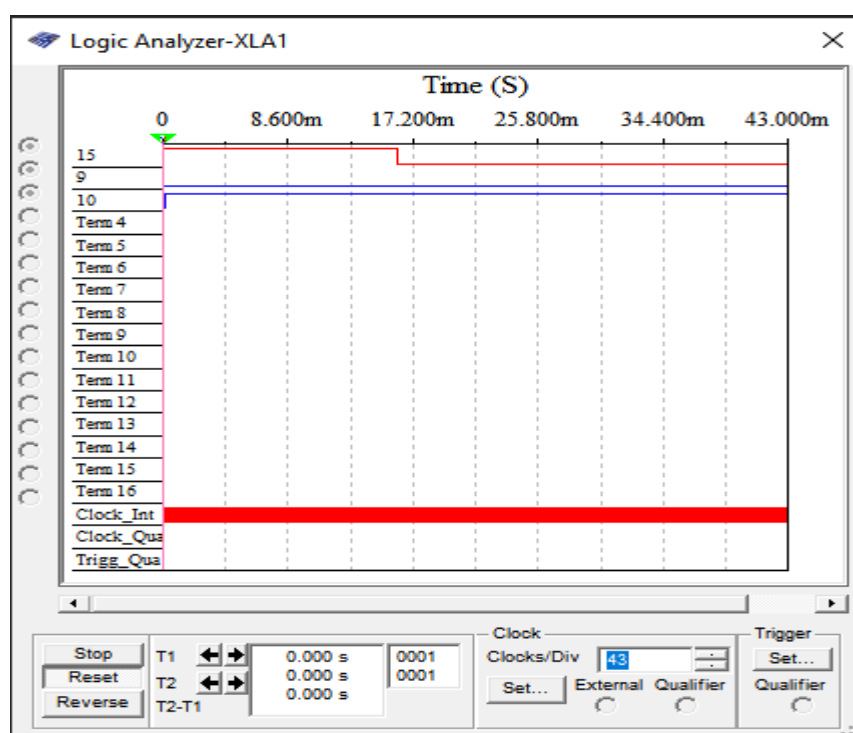 Logic Analyzer-XLA1
Time (S)
0 8.600m 17.200m 25.800m 34.400m 43.000m
15
9
10
Term 4
Term 5
Term 6
Term 7
Term 8
Term 9
Term 10
Term 11
Term 12
Term 13
Term 14
Term 15
Term 16
Clock_Int
Clock_Qua
Trigg_Qua
Stop
Reset
Reverse
T1 0.000 s 0001
T2 0.000 s 0001
T2-T1 0.000 s
Clock
Clocks/Div 43
Set... External Qualifier
Trigger
Set...
Qualifier